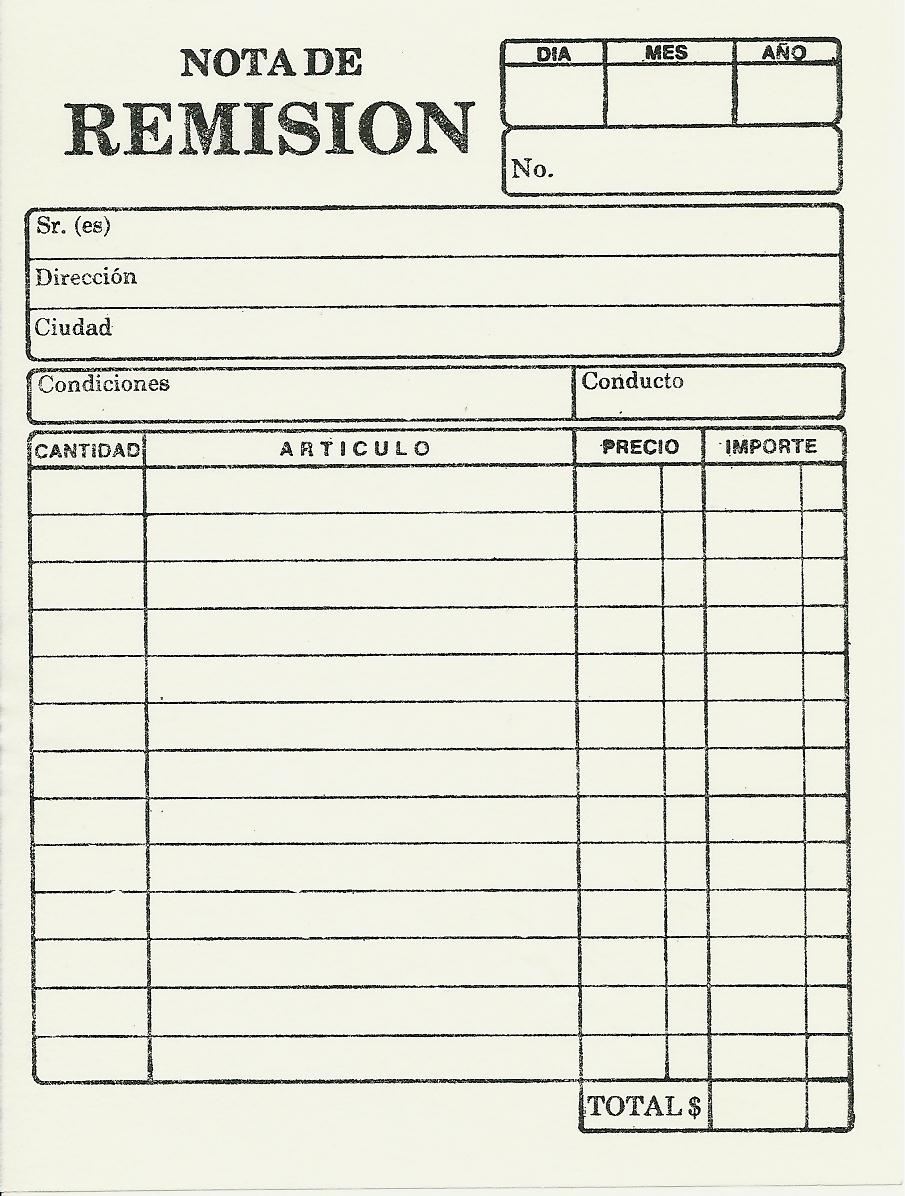 NOTA DE
REMISION
DIA MES AÑO
No.
Sr. (es)
Dirección
Ciudad
Condiciones Conducto
CANTIDAD ARTICULO PRECIO IMPORTE
TOTAL $